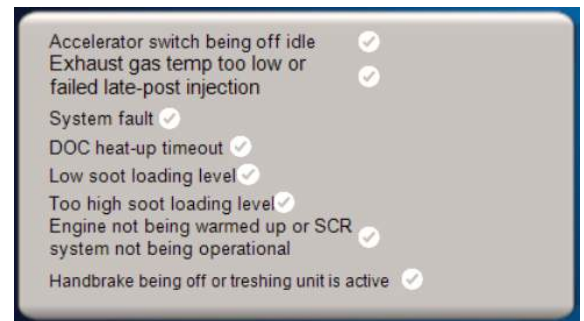 Accelerator switch being off idle
Exhaust gas temp too low or
failed late-post injection
System fault
DOC heat-up timeout
Low soot loading level
Too high soot loading level
Engine not being warmed up or SCR
system not being operational
Handbrake being off or treshing unit is active